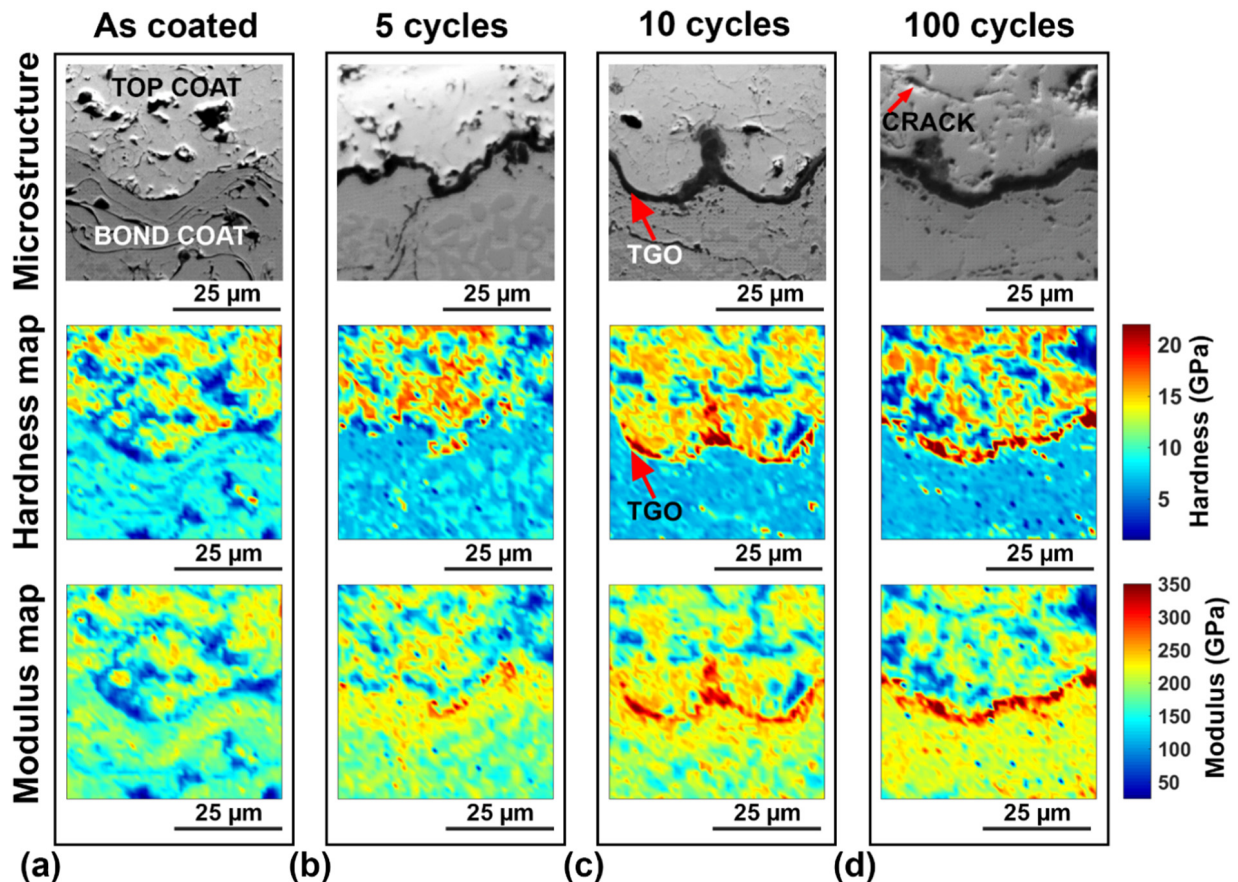 As coated
5 cycles
10 cycles
100 cycles
Microstructure
TOP COAT
BOND COAT
TGO
CRACK
25 µm
25 µm
25 µm
25 µm
Hardness map
TGO
20
15
10
5
Hardness (GPa)
25 µm
25 µm
25 µm
25 µm
Modulus map
350
300
250
200
150
100
50
Modulus (GPa)
25 µm
25 µm
25 µm
25 µm
(a)
(b)
(c)
(d)